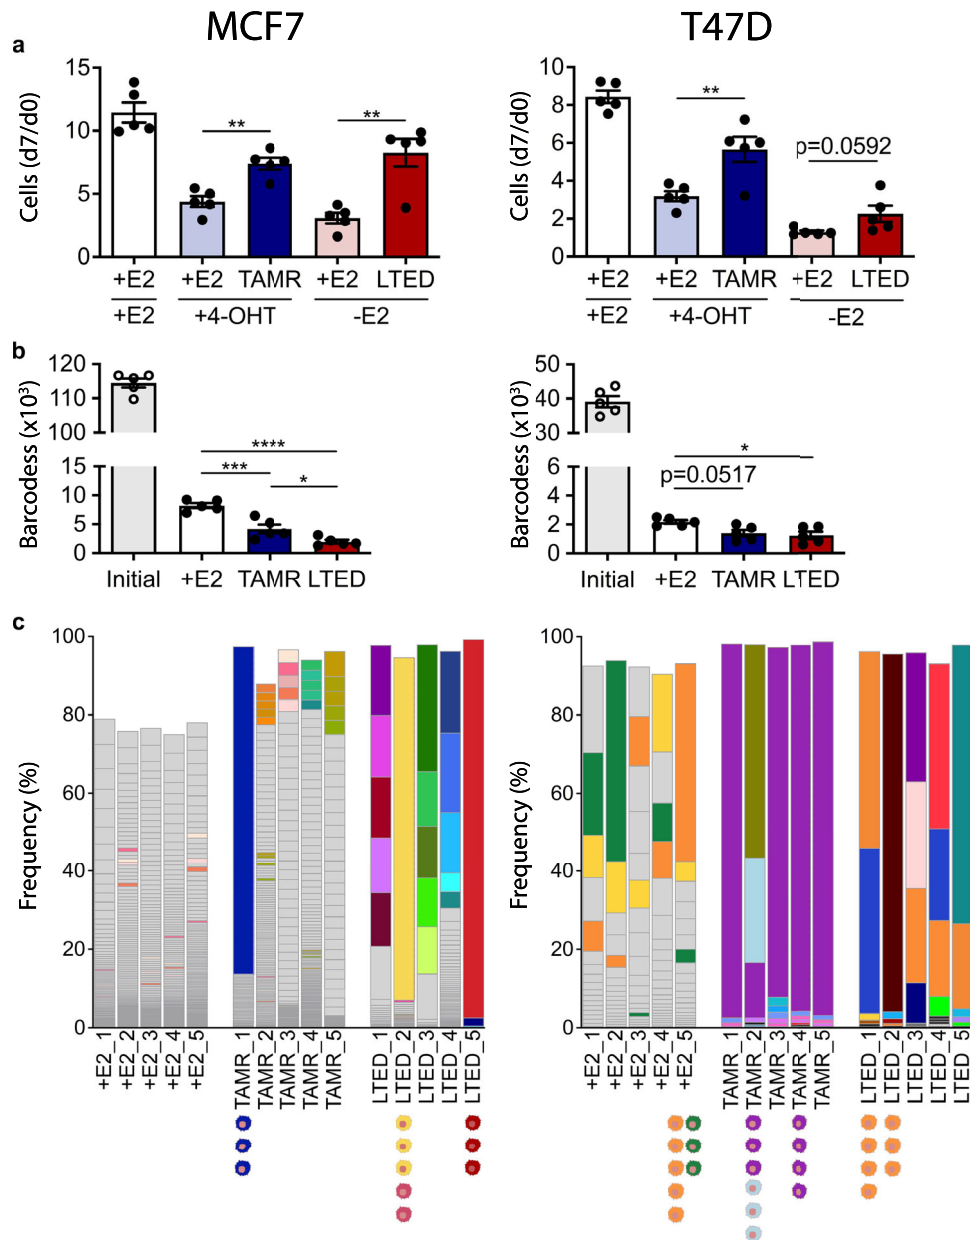 MCF7 T47D
a
Cells (d7/d0)
15
10
5
0
** **
+E2 +E2 TAMR +E2 LTED
+E2 +4-OHT -E2
Cells (d7/d0)
10
8
6
4
2
0
** p=0.0592
+E2 +E2 TAMR +E2 LTED
+E2 +4-OHT -E2
b
Barcodess (x10³)
120
110
100
15
10
5
0
****
***
*
Initial +E2 TAMR LTED
Barcodess (x10³)
50
40
30
6
4
2
0
*
p=0.0517
Initial +E2 TAMR LTED
c
Frequency (%)
100
80
60
40
20
0
+E2_1
+E2_2
+E2_3
+E2_4
+E2_5
TAMR_1
TAMR_2
TAMR_3
TAMR_4
TAMR_5
LTED_1
LTED_2
LTED_3
LTED_4
LTED_5
Frequency (%)
100
80
60
40
20
0
+E2_1
+E2_2
+E2_3
+E2_4
+E2_5
TAMR_1
TAMR_2
TAMR_3
TAMR_4
TAMR_5
LTED_1
LTED_2
LTED_3
LTED_4
LTED_5